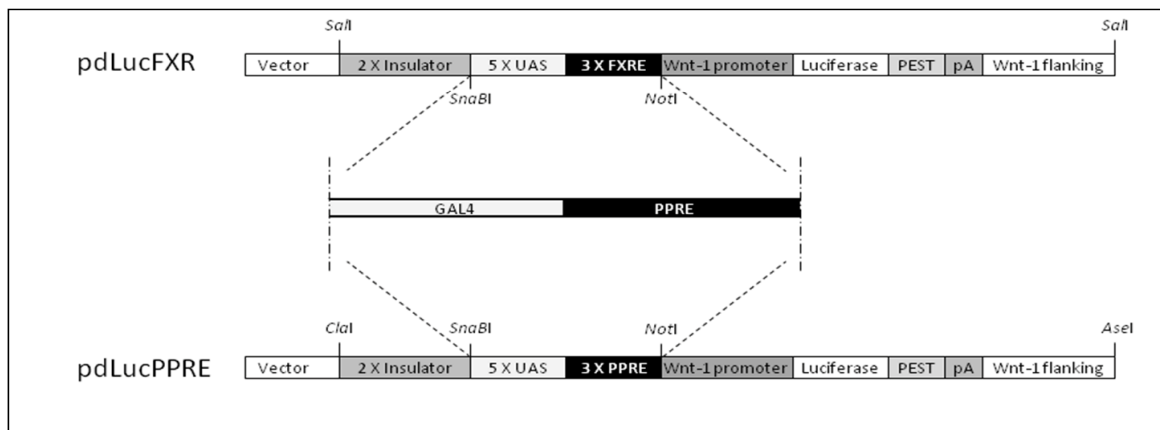 SalI SalI
pdLucFXR Vector 2 X Insulator 5 X UAS 3 X FXRE Wnt-1 promoter Luciferase PEST pA Wnt-1 flanking
SnaBI NotI
GAL4 PPRE
ClaI SnaBI NotI AseI
pdLucPPRE Vector 2 X Insulator 5 X UAS 3 X PPRE Wnt-1 promoter Luciferase PEST pA Wnt-1 flanking